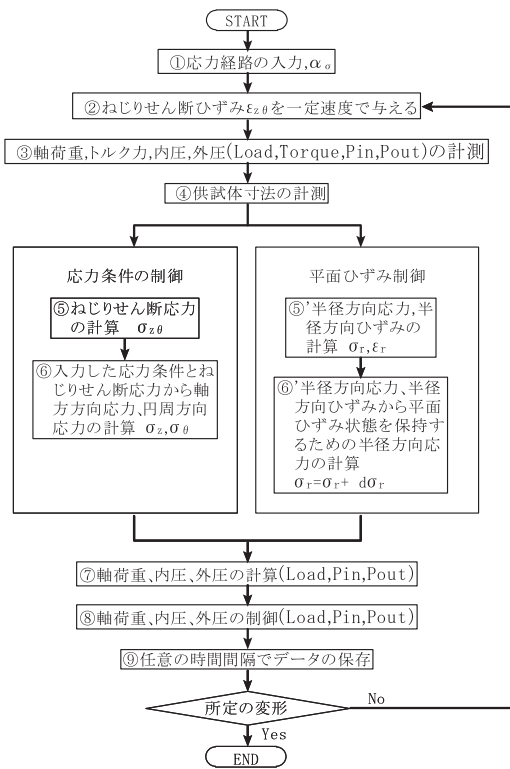 START
①応力経路の入力,ασ
②ねじりせん断ひずみεzθを一定速度で与える
③軸荷重,トルク力,内圧,外圧(Load,Torque,Pin,Pout)の計測
④供試体寸法の計測
応力条件の制御
⑤ねじりせん断応力
の計算 σzθ
⑥入力した応力条件とね
じりせん断応力から軸
方方向応力、円周方向
応力の計算 σz,σθ
平面ひずみ制御
⑤'半径方向応力,半
径方向ひずみの
計算 σr,εr
⑥'半径方向応力、半径
方向ひずみから平面
ひずみ状態を保持す
るための半径方向応
力の計算
σr=σr+ dσr
⑦軸荷重、内圧、外圧の計算(Load,Pin,Pout)
⑧軸荷重、内圧、外圧の制御(Load,Pin,Pout)
⑨任意の時間間隔でデータの保存
所定の変形
No
Yes
END